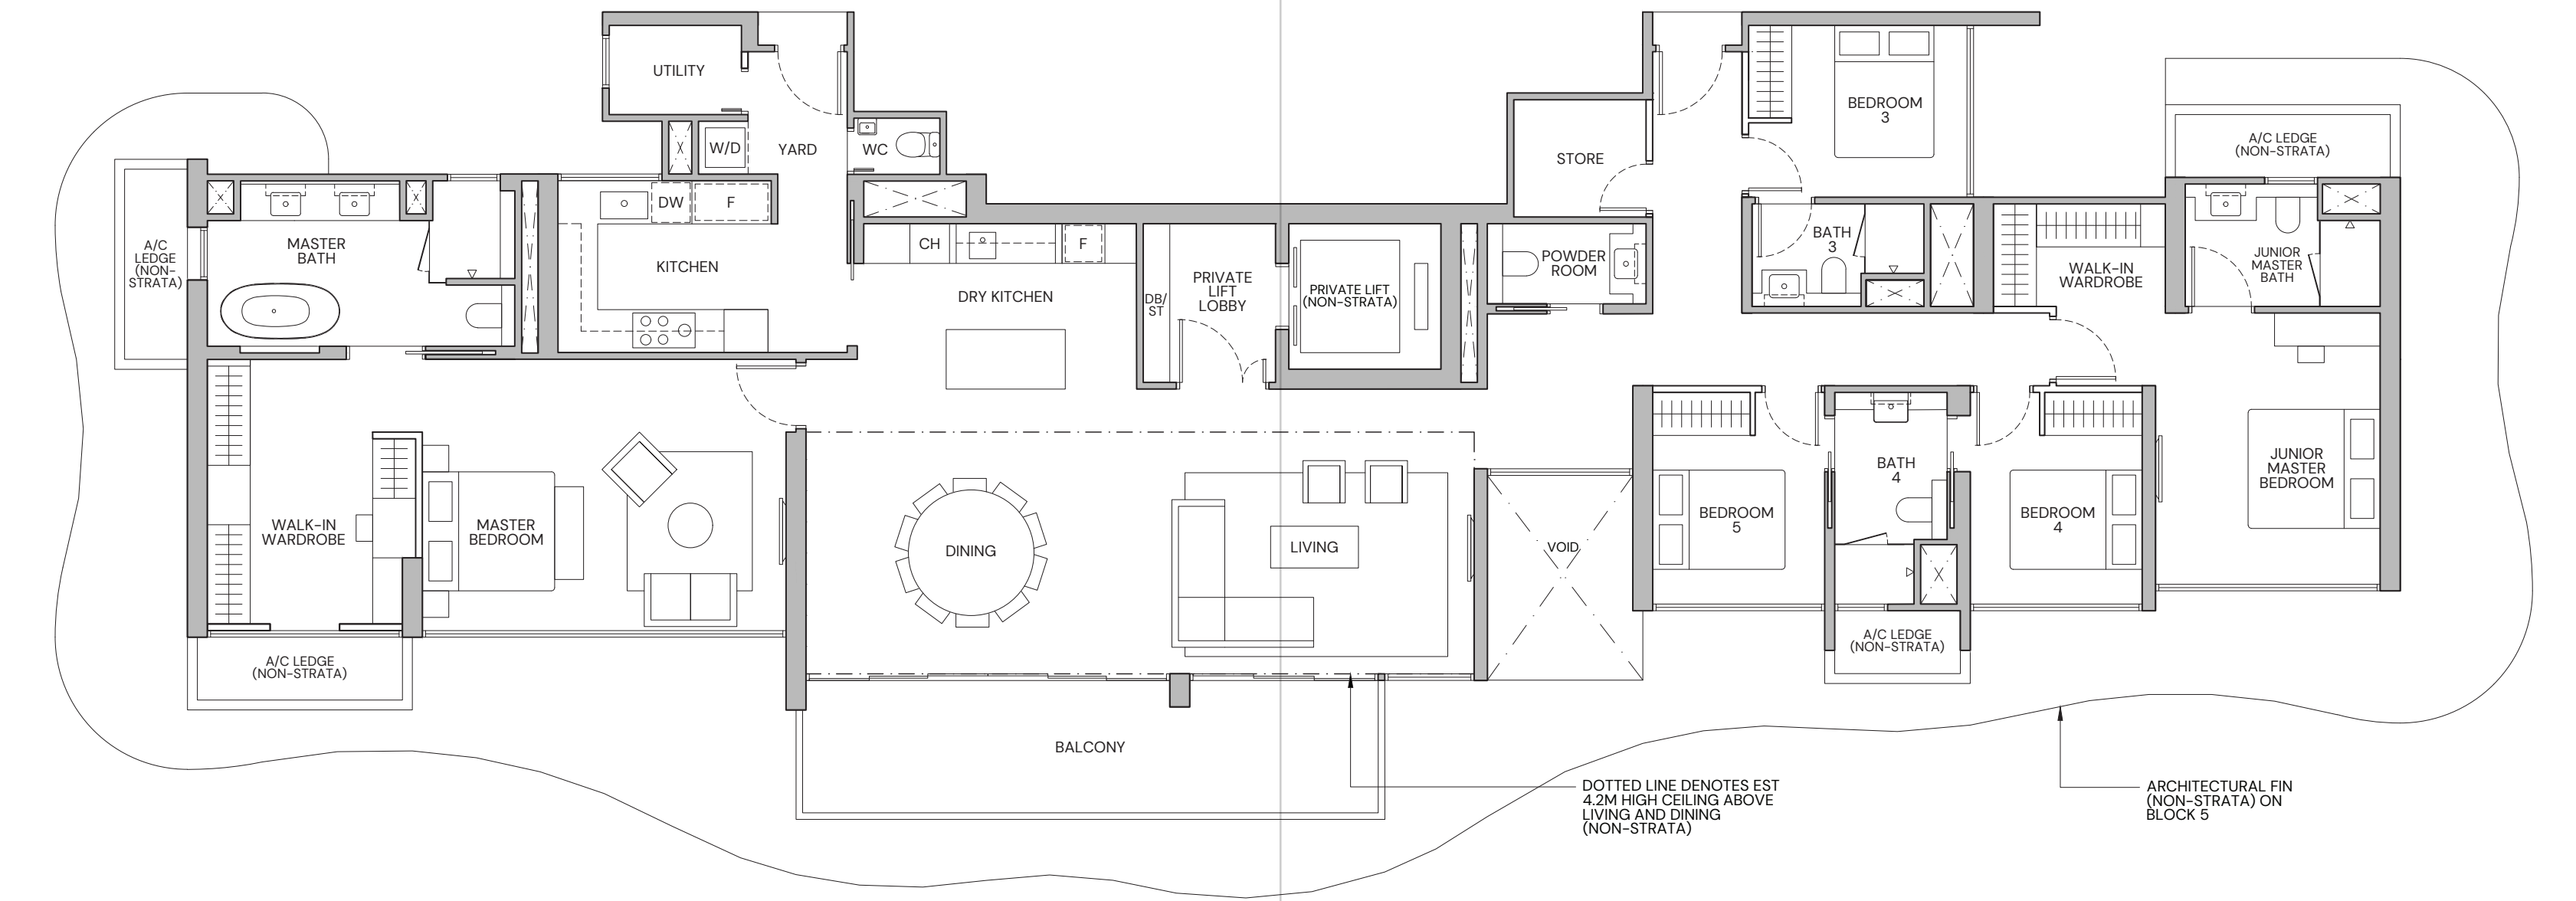 UTILITY
W/D
YARD
WC
BEDROOM
3
STORE
A/C LEDGE
(NON-STRATA)
A/C
LEDGE
(NON-
STRATA)
MASTER
BATH
DW
F
KITCHEN
CH
F
DRY KITCHEN
DB/
ST
PRIVATE
LIFT
LOBBY
PRIVATE LIFT
(NON-STRATA)
POWDER
ROOM
BATH
3
WALK-IN
WARDROBE
JUNIOR
MASTER
BATH
WALK-IN
WARDROBE
MASTER
BEDROOM
DINING
LIVING
VOID
BEDROOM
5
BATH
4
BEDROOM
4
JUNIOR
MASTER
BEDROOM
A/C LEDGE
(NON-STRATA)
A/C LEDGE
(NON-STRATA)
BALCONY
DOTTED LINE DENOTES EST
4.2M HIGH CEILING ABOVE
LIVING AND DINING
(NON-STRATA)
ARCHITECTURAL FIN
(NON-STRATA) ON
BLOCK 5